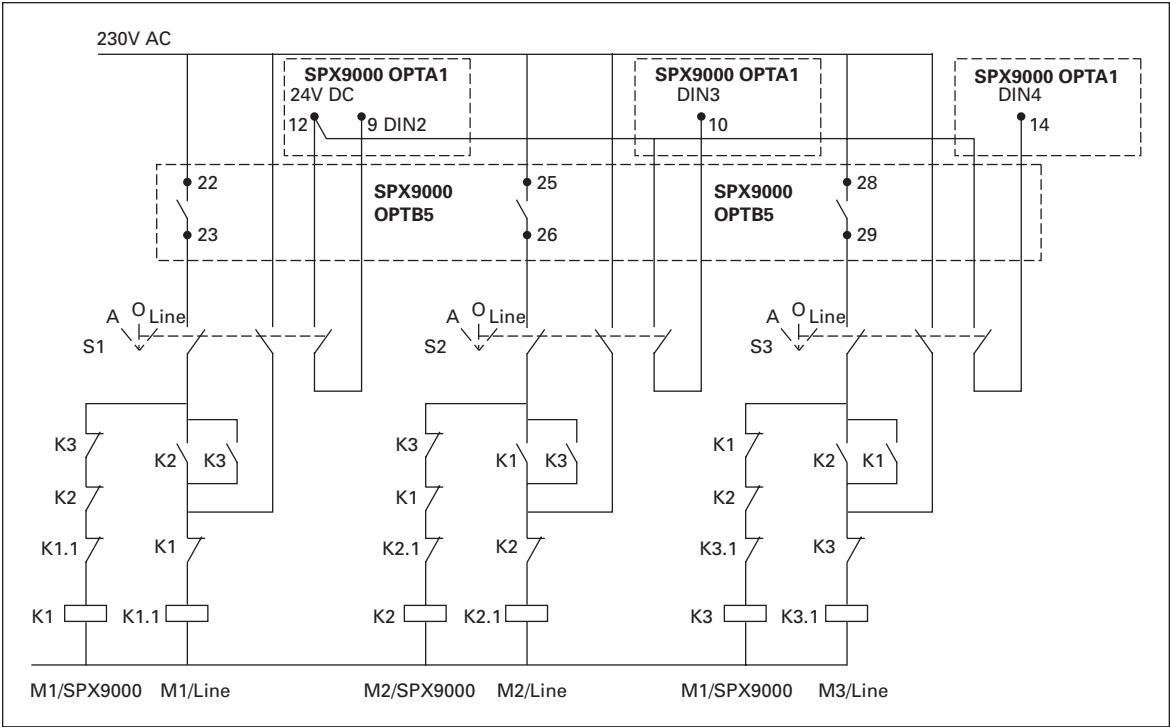 230V AC
SPX9000 OPTA1
24V DC
12
9 DIN2
SPX9000 OPTA1
DIN3
10
SPX9000 OPTA1
DIN4
14
22
23
SPX9000
OPTB5
25
26
SPX9000
OPTB5
28
29
A O Line
S1
A O Line
S2
A O Line
S3
K3
K2
K3
K2
K1.1
K1
K1
K1.1
K3
K1
K3
K1
K2.1
K2
K2
K2.1
K1
K2
K1
K2
K3.1
K3
K3
K3.1
M1/SPX9000
M1/Line
M2/SPX9000
M2/Line
M1/SPX9000
M3/Line